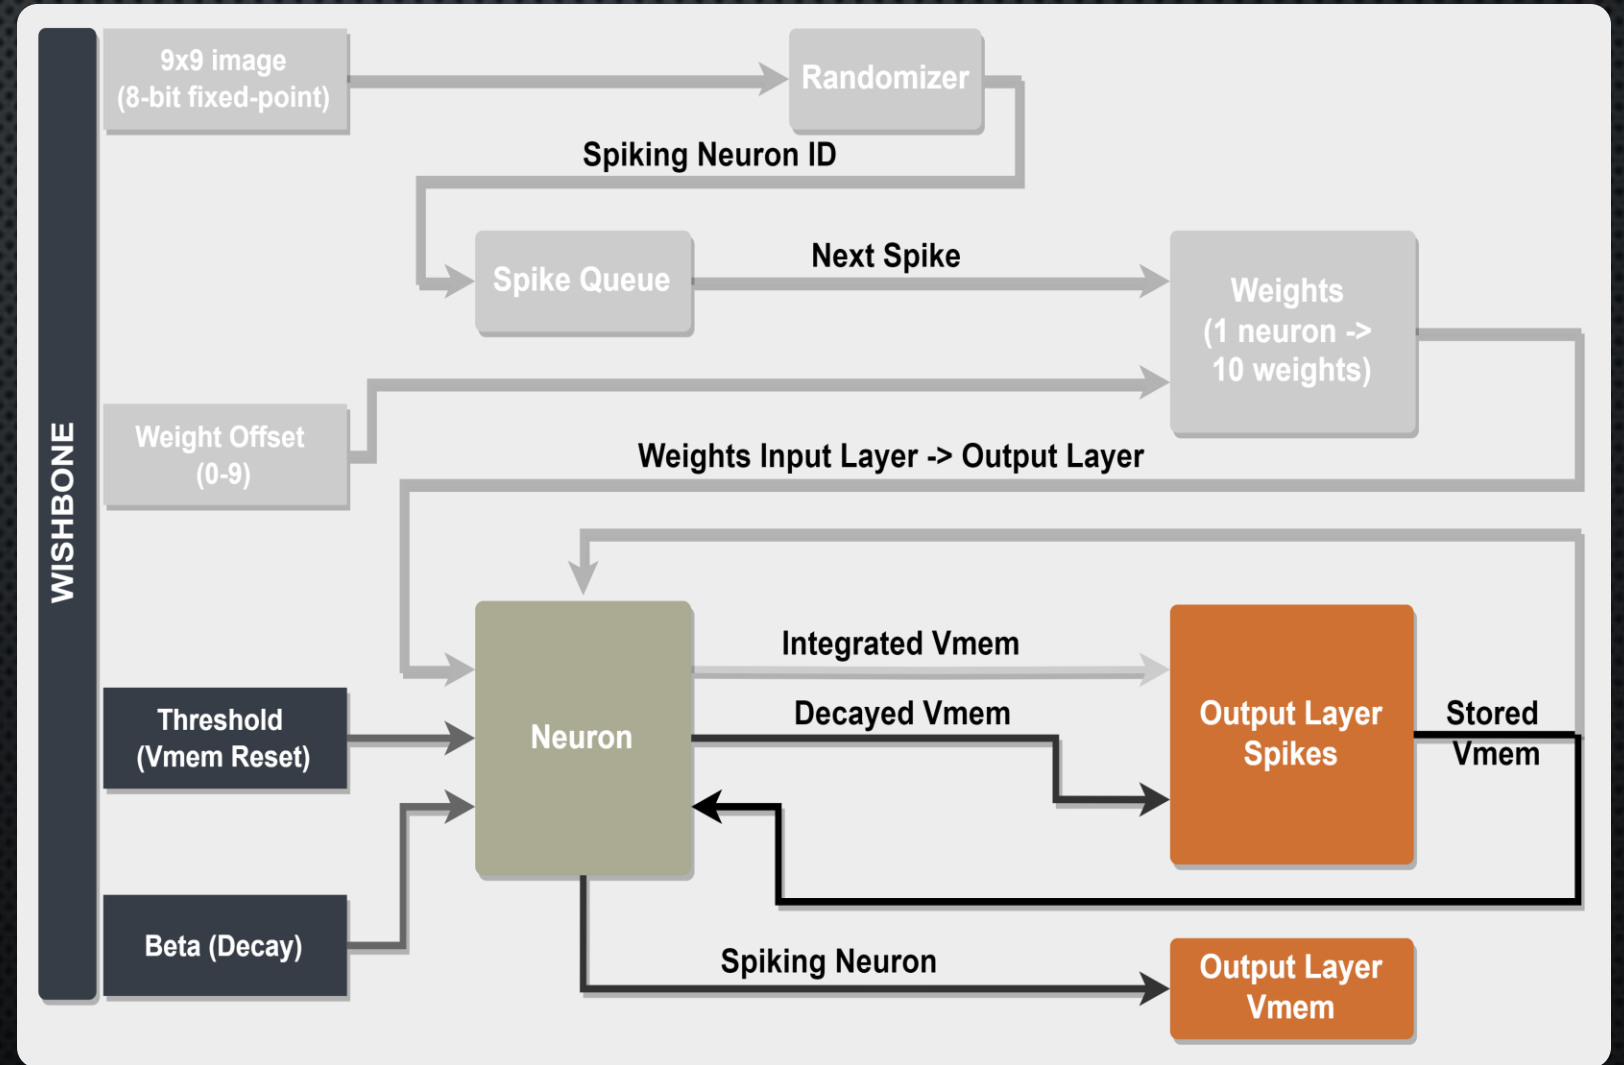 WISHBONE
9x9 image
(8-bit fixed-point)
Randomizer
Spiking Neuron ID
Spike Queue
Next Spike
Weights
(1 neuron ->
10 weights)
Weight Offset
(0-9)
Weights Input Layer -> Output Layer
Threshold
(Vmem Reset)
Neuron
Integrated Vmem
Decayed Vmem
Output Layer
Spikes
Stored
Vmem
Beta (Decay)
Spiking Neuron
Output Layer
Vmem